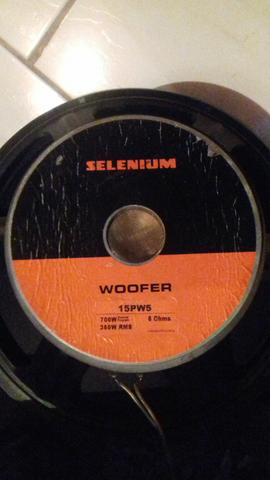 SELENIUM
WOOFER
15PW5
700W 8 Ohms
350W RMS